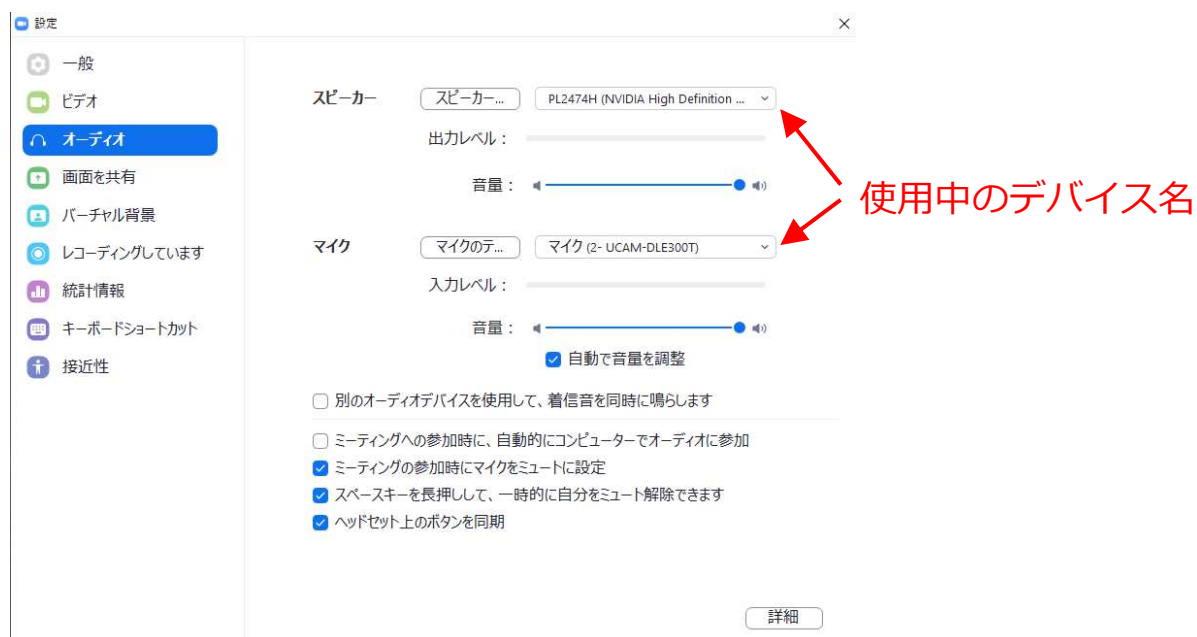 設定
一般
ビデオ
オーディオ
画面を共有
バーチャル背景
レコーディングしています
統計情報
キーボードショートカット
接近性
スピーカー スピーカー... PL2474H (NVIDIA High Definition ...
出力レベル：
音量：
マイク マイクのテ... マイク (2- UCAM-DLE300T)
入力レベル：
音量：
自動で音量を調整
別のオーディオデバイスを使用して、着信音を同時に鳴らします
ミーティングへの参加時に、自動的にコンピューターでオーディオに参加
ミーティングの参加時にマイクをミュートに設定
スペースキーを長押しして、一時的に自分をミュート解除できます
ヘッドセット上のボタンを同期
詳細
使用中のデバイス名